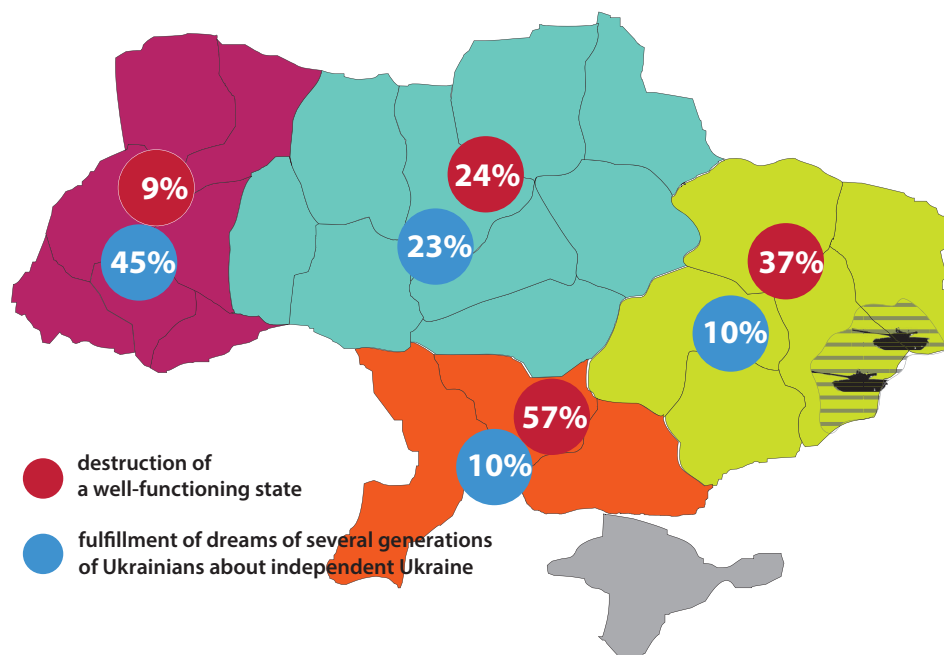 24%
9%
23%
45%
37%
10%
57%
10%
destruction of
a well-functioning state
fulfillment of dreams of several generations
of Ukrainians about independent Ukraine